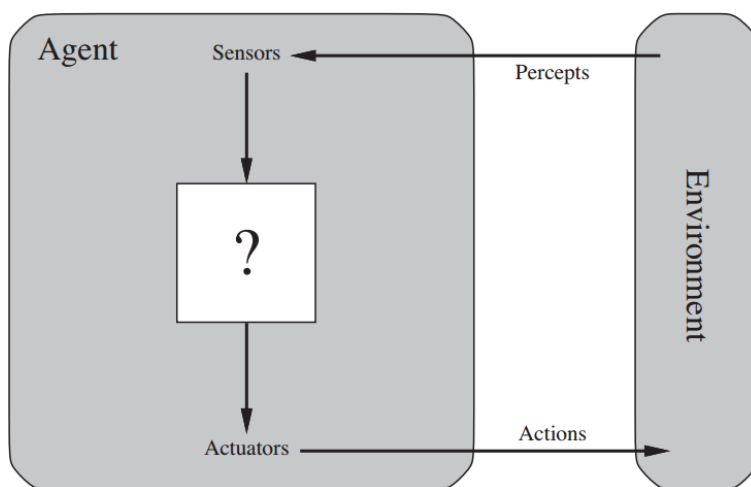 Agent
Sensors
Percepts
Environment
?
Actuators
Actions